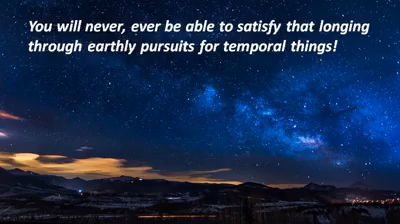 You will never, ever be able to satisfy that longing
through earthly pursuits for temporal things!